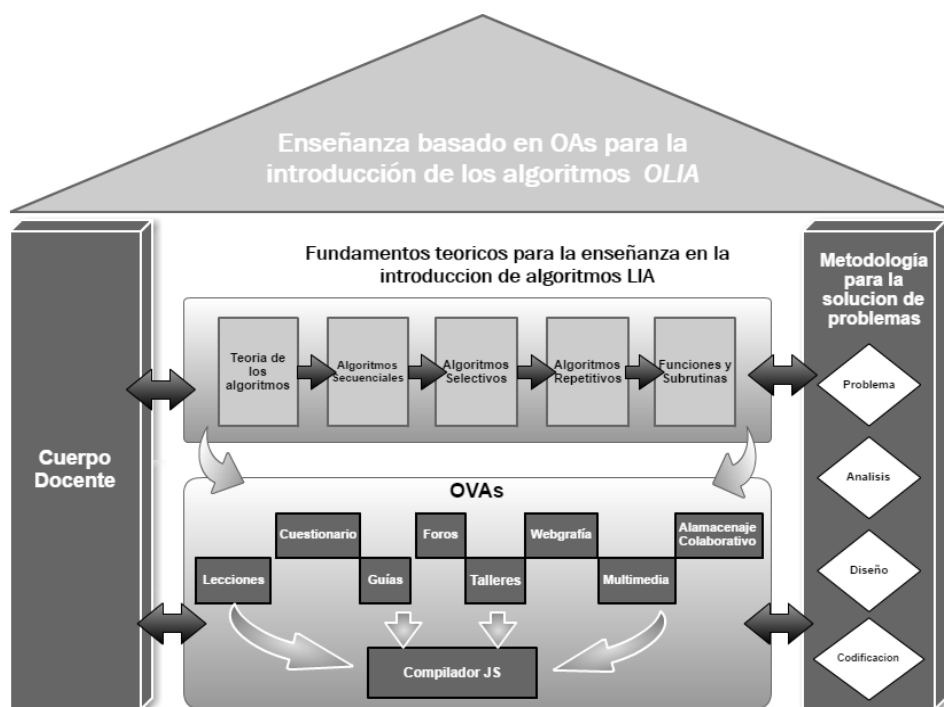 Enseñanza basado en OAs para la
introducción de los algoritmos OLIA
Fundamentos teoricos para la enseñanza en la
introduccion de algoritmos LIA
Teoria de
los
algoritmos
Algoritmos
Secuenciales
Algoritmos
Selectivos
Algoritmos
Repetitivos
Funciones y
Subrutinas
Cuerpo
Docente
Metodología
para la
solucion de
problemas
Problema
Analisis
Diseño
Codificacion
OVAs
Cuestionario
Foros
Webgrafía
Alamacenaje
Colaborativo
Lecciones
Guías
Talleres
Multimedia
Compilador JS